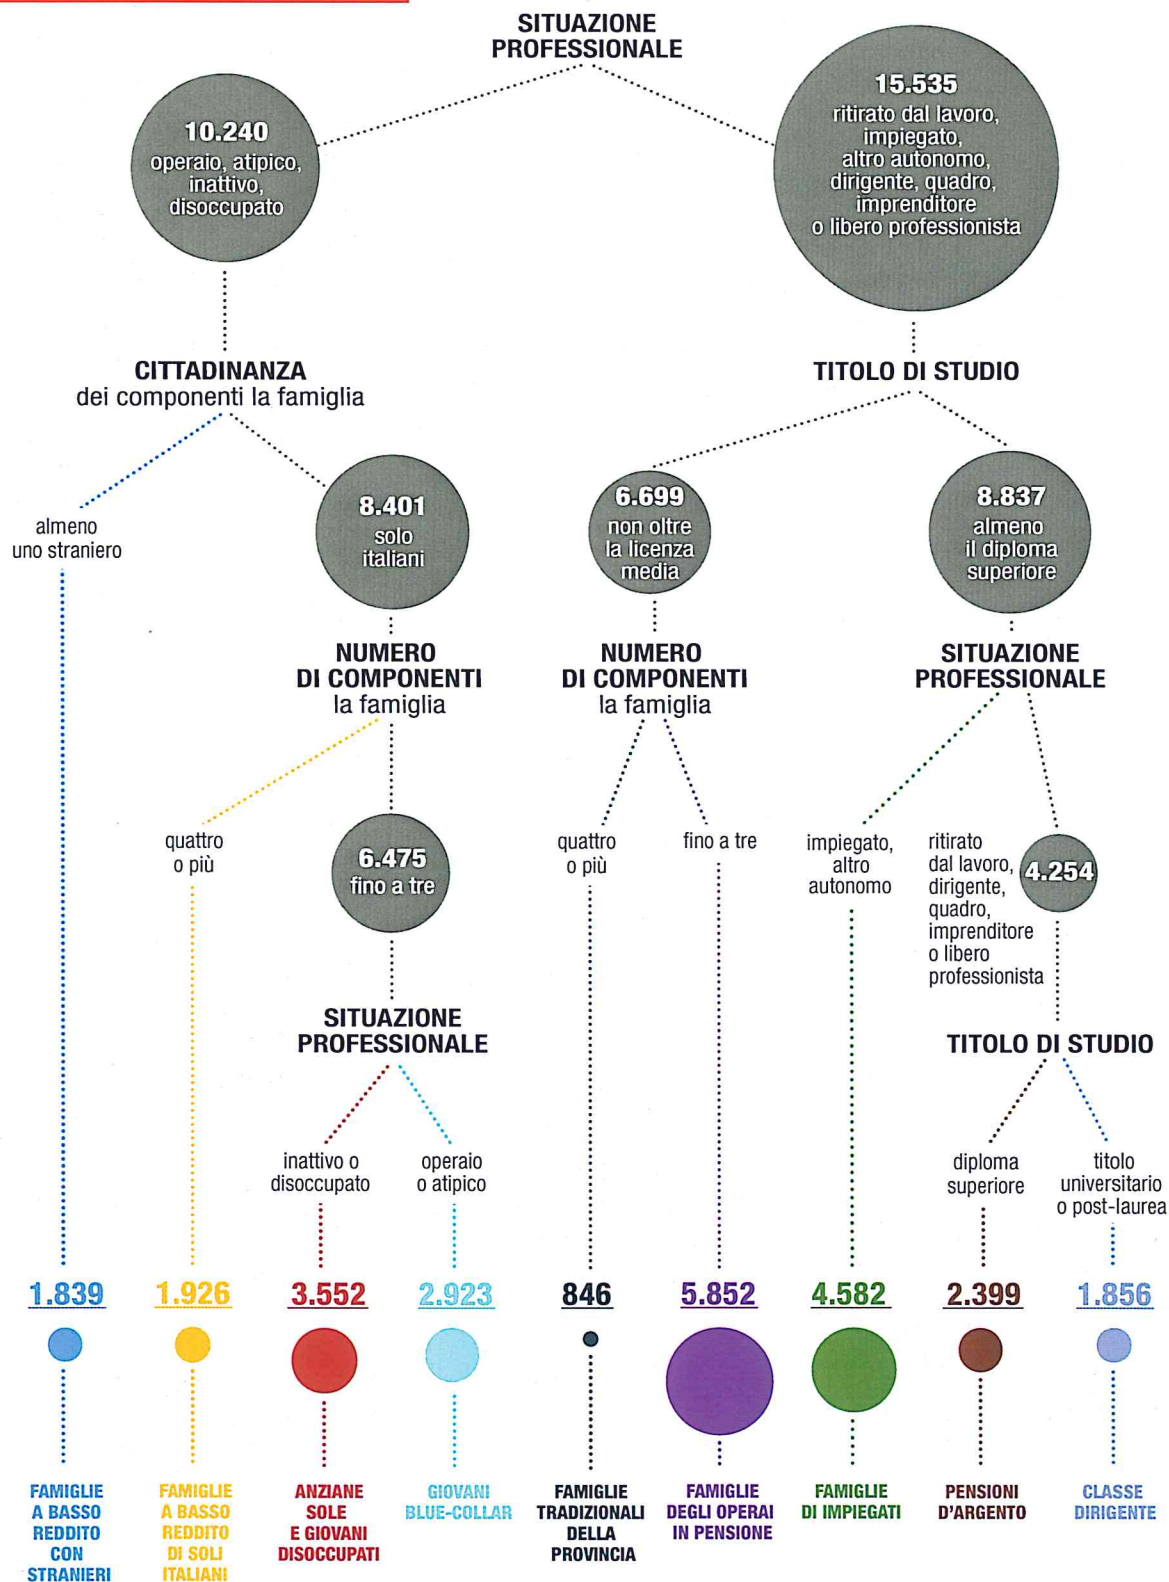 SITUAZIONE
PROFESSIONALE
10.240
operaio, atipico,
inattivo,
disoccupato
15.535
ritirato dal lavoro,
impiegato,
altro autonomo,
dirigente, quadro,
imprenditore
o libero professionista
CITTADINANZA
dei componenti la famiglia
TITOLO DI STUDIO
almeno
uno straniero
8.401
solo
italiani
6.699
non oltre
la licenza
media
8.837
almeno
il diploma
superiore
NUMERO
DI COMPONENTI
la famiglia
NUMERO
DI COMPONENTI
la famiglia
SITUAZIONE
PROFESSIONALE
quattro
o più
6.475
fino a tre
quattro
o più
fino a tre
impiegato,
altro
autonomo
ritirato
dal lavoro,
dirigente,
quadro,
imprenditore
o libero
professionista
4.254
SITUAZIONE
PROFESSIONALE
TITOLO DI STUDIO
inattivo o
disoccupato
operaio
o atipico
diploma
superiore
titolo
universitario
o post-laurea
1.839
1.926
3.552
2.923
846
5.852
4.582
2.399
1.856
FAMIGLIE
A BASSO
REDDITO
CON
STRANIERI
FAMIGLIE
A BASSO
REDDITO
DI SOLI
ITALIANI
ANZIANE
SOLE
E GIOVANI
DISOCCUPATI
GIOVANI
BLUE-COLLAR
FAMIGLIE
TRADIZIONALI
DELLA
PROVINCIA
FAMIGLIE
DEGLI OPERAI
IN PENSIONE
FAMIGLIE
DI IMPIEGATI
PENSIONI
D'ARGENTO
CLASSE
DIRIGENTE